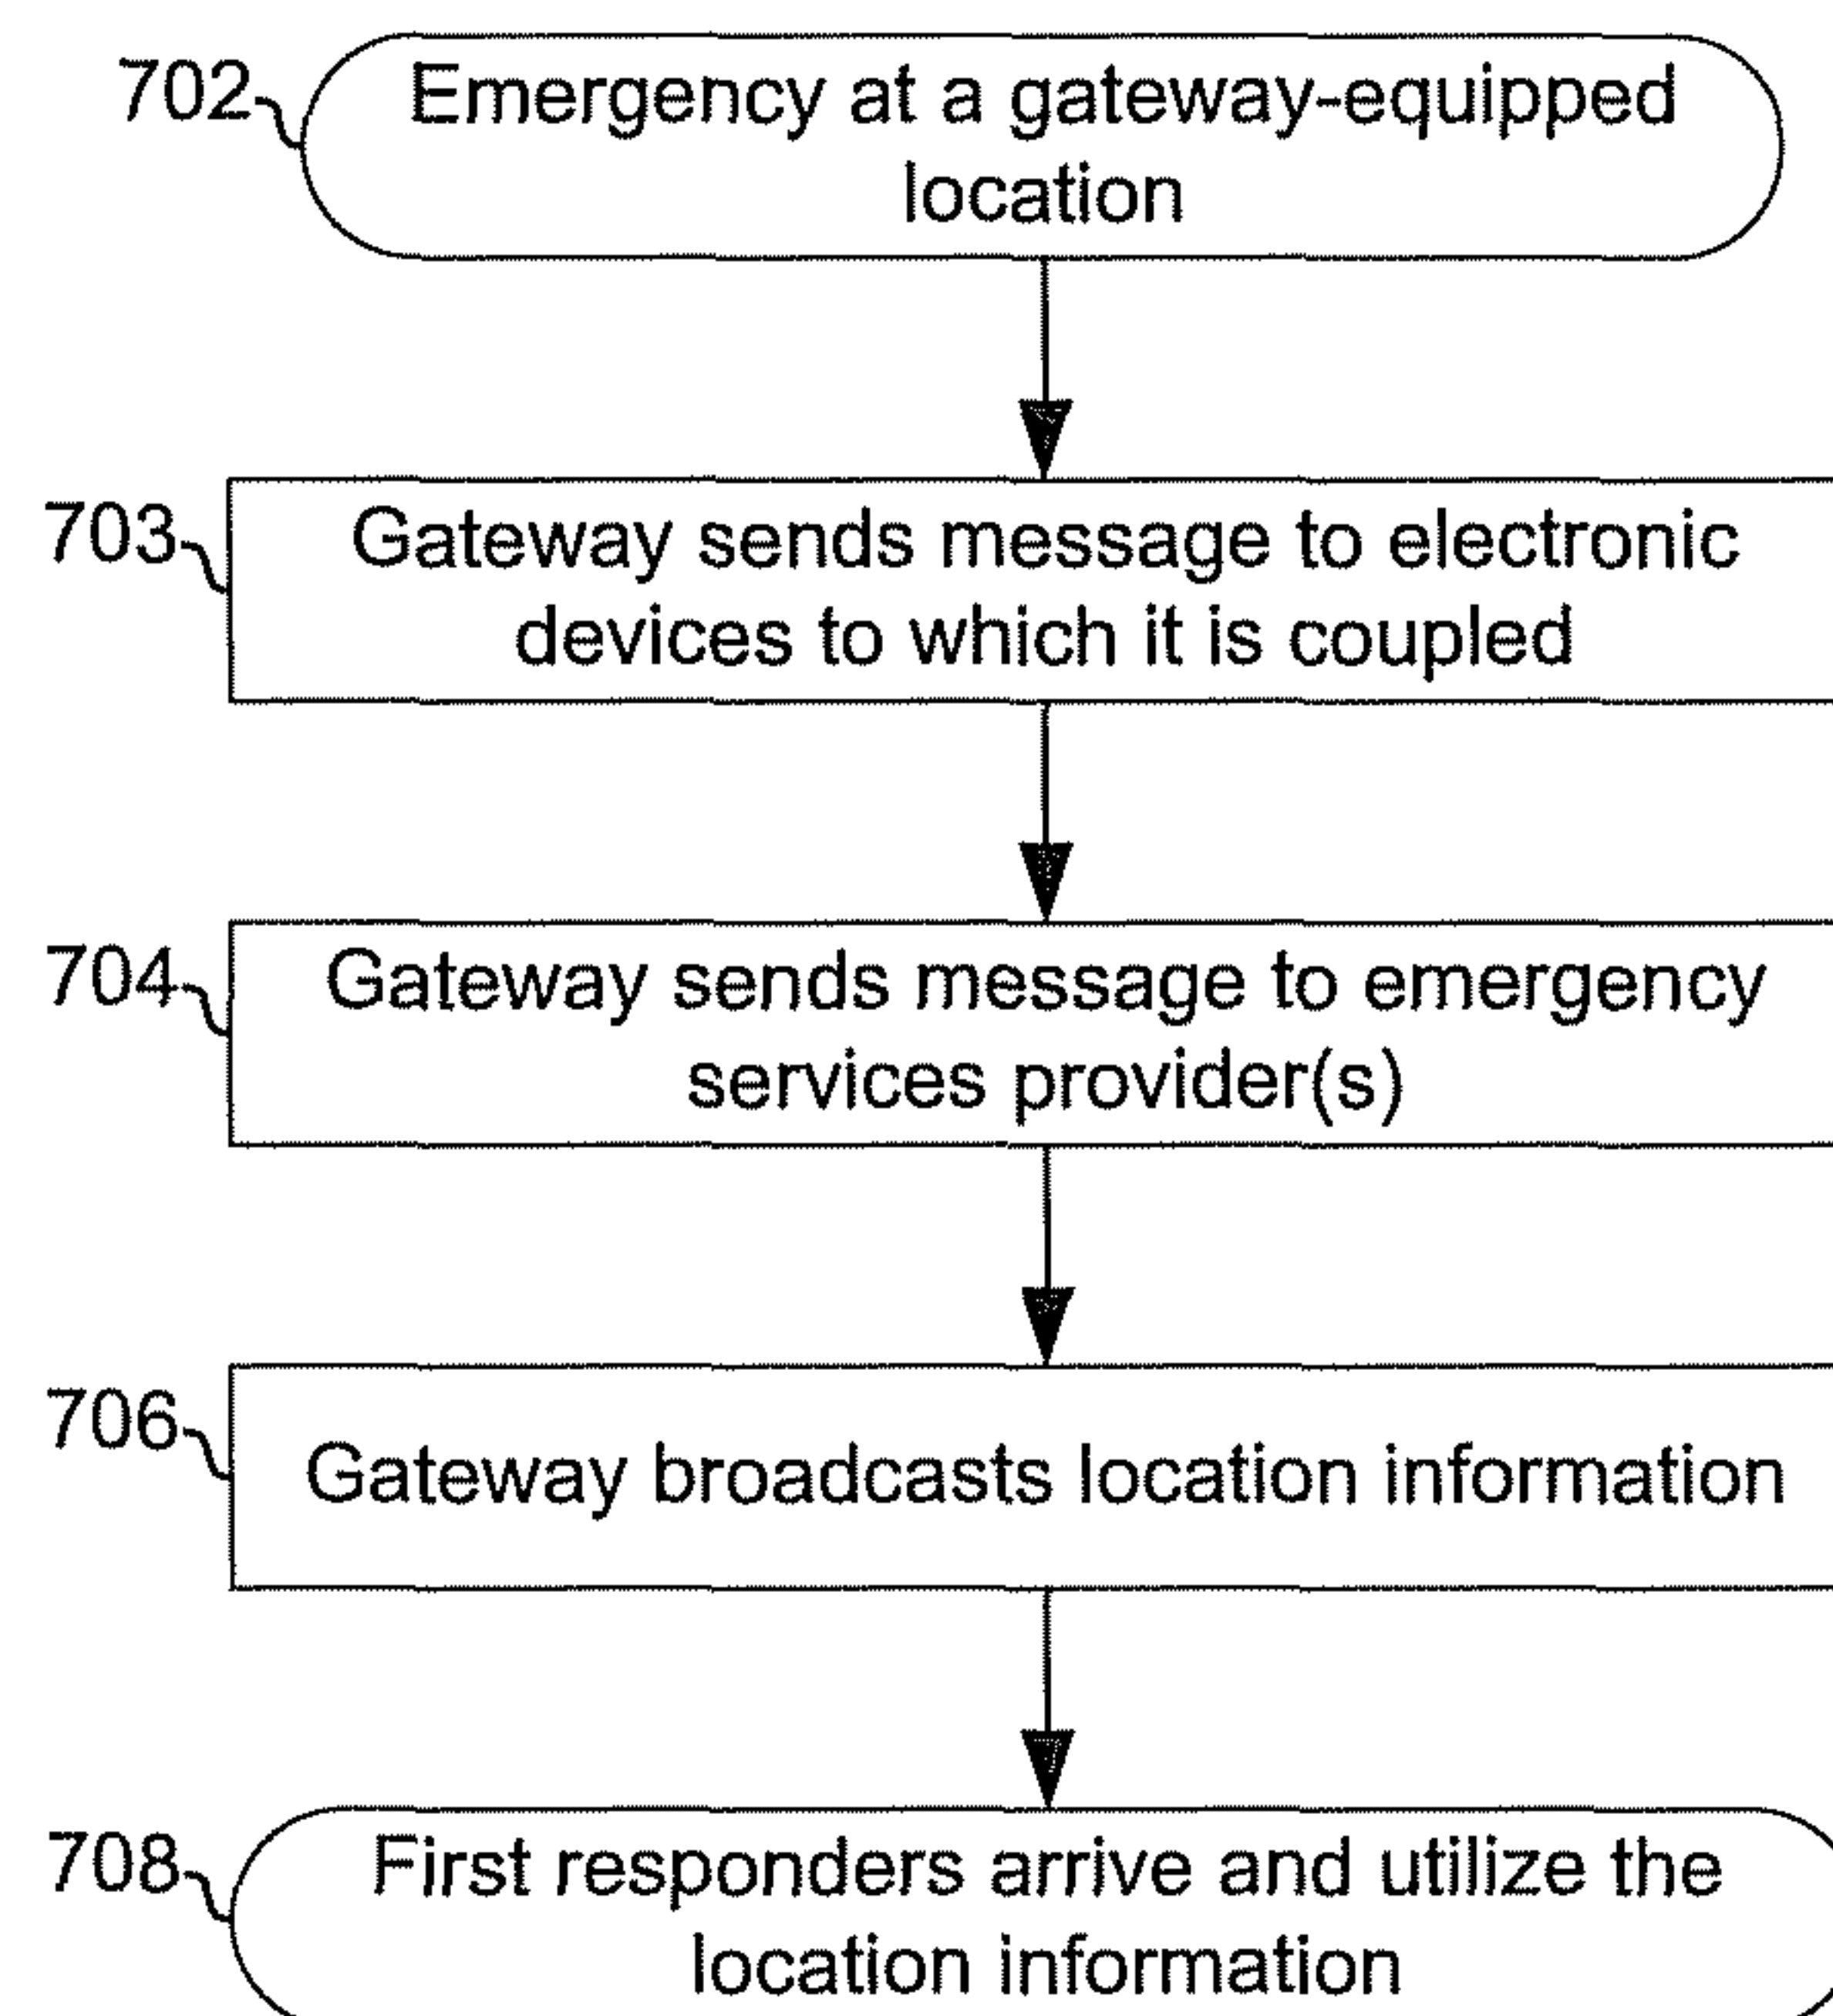 702
Emergency at a gateway-equipped
location
703
Gateway sends message to electronic
devices to which it is coupled
704
Gateway sends message to emergency
services provider(s)
706
Gateway broadcasts location information
708
First responders arrive and utilize the
location information